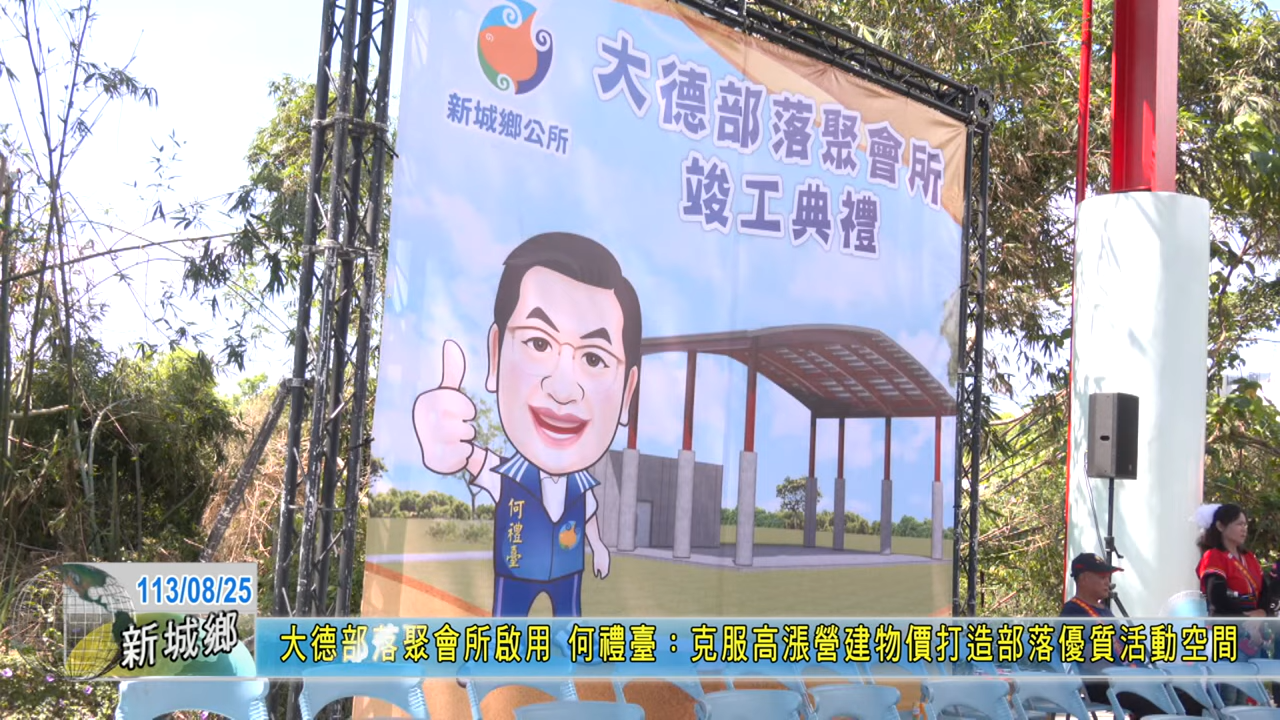 新城鄉公所
大德部落聚會所
竣工典禮
何禮臺
113/08/25
新城鄉
大德部落聚會所啟用 何禮臺：克服高漲營建物價打造部落優質活動空間